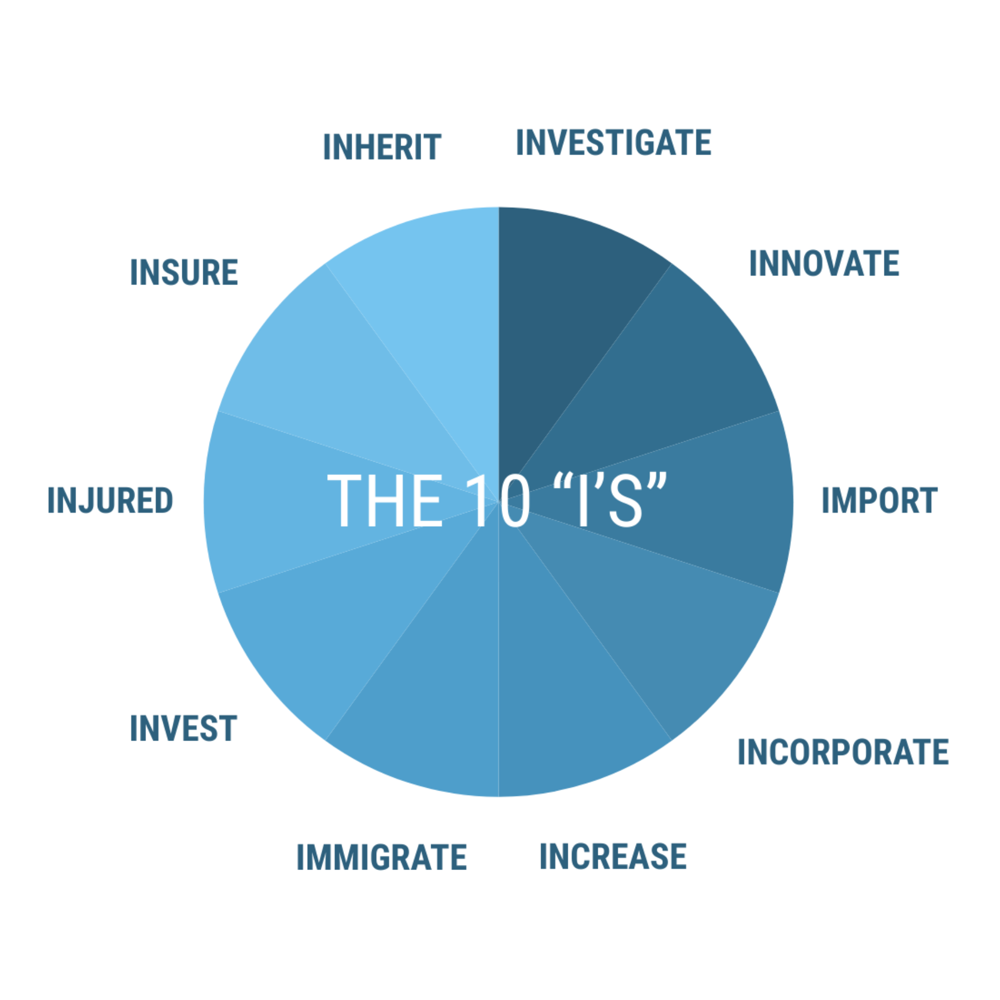 INHERIT
INVESTIGATE
INSURE
INNOVATE
THE 10 “I’S”
INJURED
IMPORT
INVEST
INCORPORATE
IMMIGRATE
INCREASE